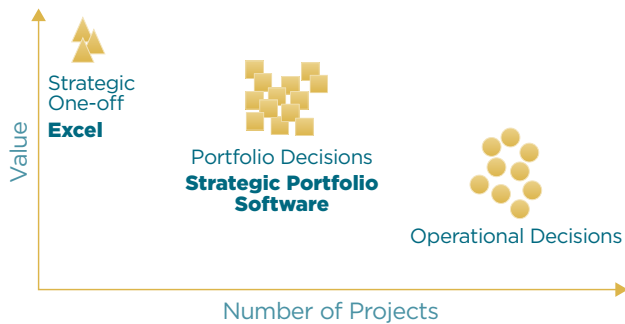 Value
Strategic
One-off
Excel
Portfolio Decisions
Strategic Portfolio
Software
Operational Decisions
Number of Projects